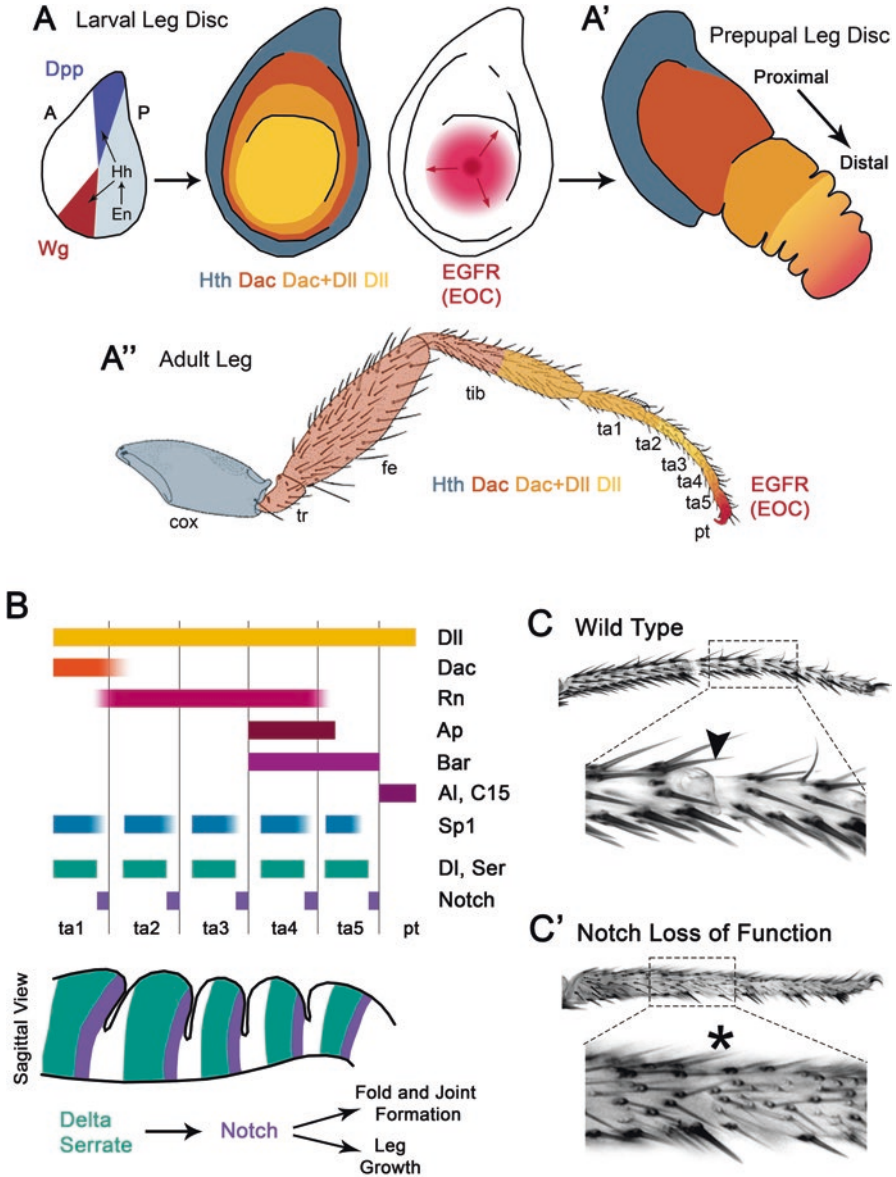 A Larval Leg Disc
Dpp
A
P
Hh
En
Wg
Hth Dac Dac+Dll Dll
EGFR
(EOC)
A' Prepupal Leg Disc
Proximal
Distal
A'' Adult Leg
cox
tr
fe
tib
ta1
ta2
ta3
ta4
ta5
pt
Hth Dac Dac+Dll Dll
EGFR
(EOC)
B
Dll
Dac
Rn
Ap
Bar
Al, C15
Sp1
Dl, Ser
Notch
ta1 ta2 ta3 ta4 ta5 pt
Sagittal View
Delta
Serrate
Notch
Fold and Joint
Formation
Leg
Growth
C Wild Type
C' Notch Loss of Function
*